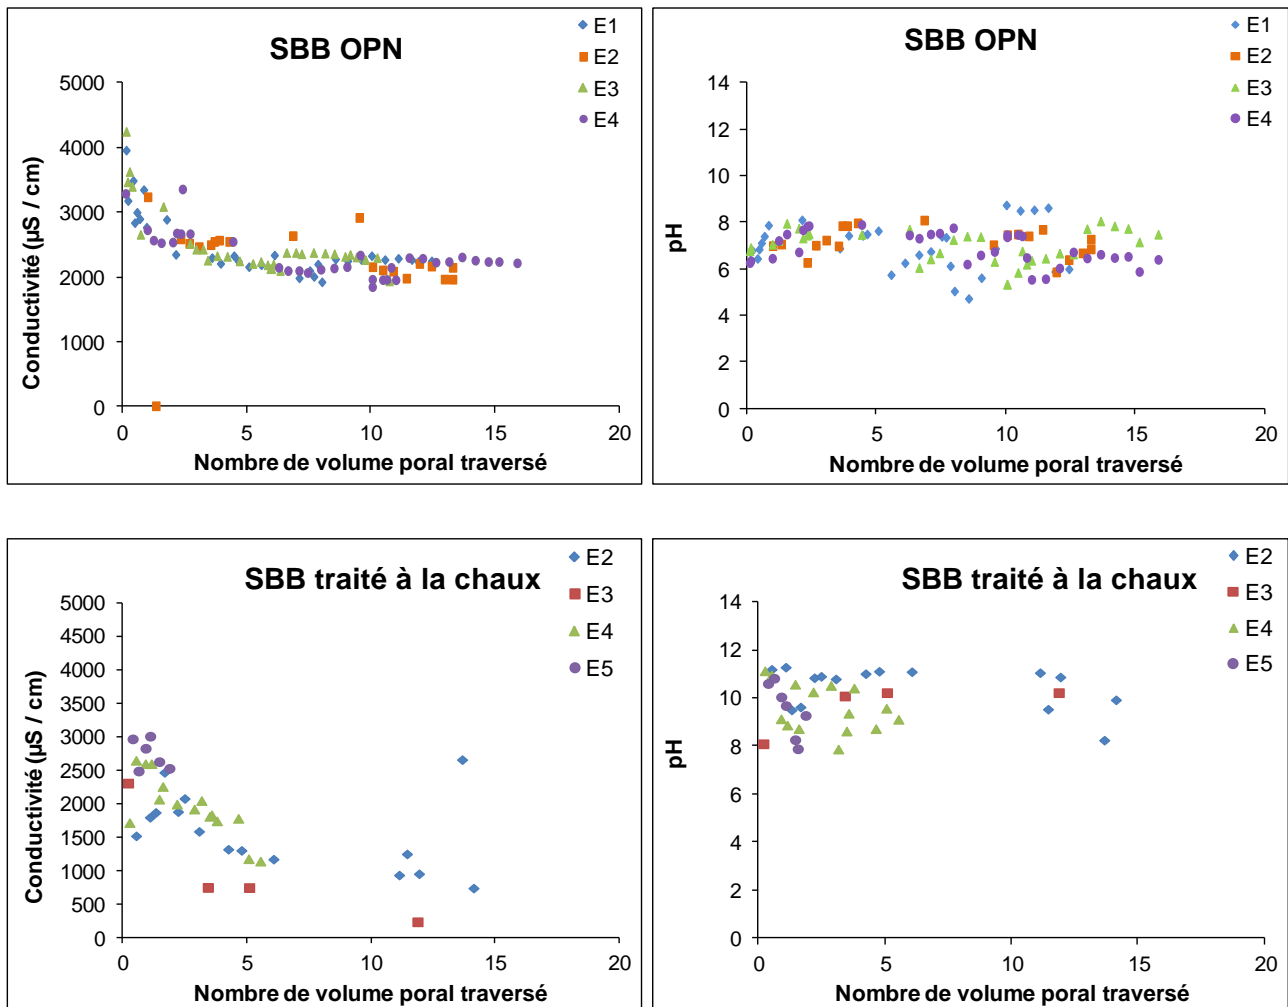 SBB OPN
E1
E2
E3
E4
5000
4000
3000
2000
1000
0
Conductivité (µS / cm)
0 5 10 15 20
Nombre de volume poral traversé
SBB OPN
E1
E2
E3
E4
14
12
10
8
6
4
2
0
pH
0 5 10 15 20
Nombre de volume poral traversé
SBB traité à la chaux
E2
E3
E4
E5
5000
4500
4000
3500
3000
2500
2000
1500
1000
500
0
Conductivité (µS / cm)
0 5 10 15 20
Nombre de volume poral traversé
SBB traité à la chaux
E2
E3
E4
E5
14
12
10
8
6
4
2
0
pH
0 5 10 15 20
Nombre de volume poral traversé